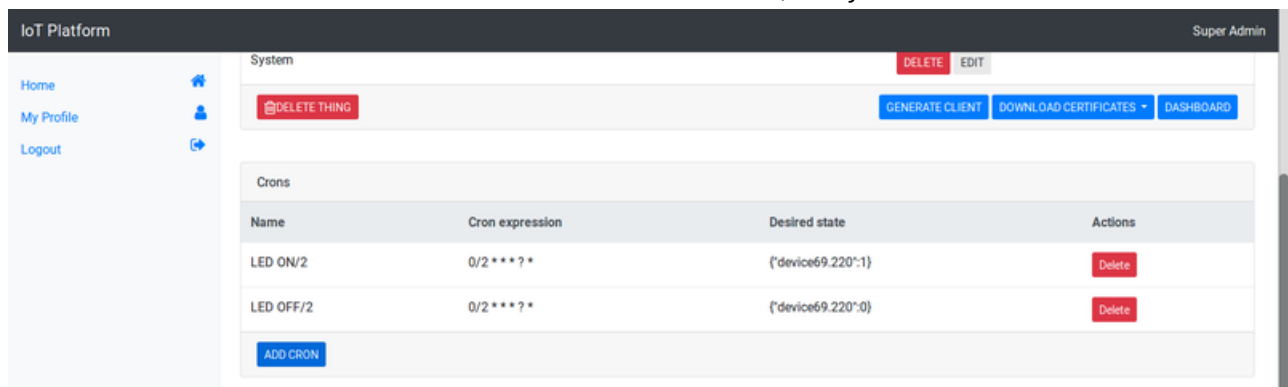 IoT Platform Super Admin
System DELETE EDIT
Home
My Profile
Logout
DELETE THING GENERATE CLIENT DOWNLOAD CERTIFICATES DASHBOARD
Crons
Name Cron expression Desired state Actions
LED ON/2 0/2 * * * ? * {"device69.220":1} Delete
LED OFF/2 0/2 * * * ? * {"device69.220":0} Delete
ADD CRON